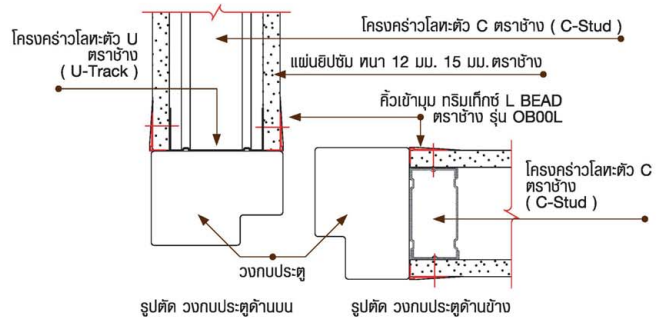 โครงคร่าวโลหะตัว U
ตราช้าง
( U-Track )
โครงคร่าวโลหะตัว C ตราช้าง ( C-Stud )
แผ่นยิปซัม หนา 12 มม. 15 มม. ตราช้าง
คิ้วเข้ามุม ทริมเท็กซ์ L BEAD
ตราช้าง รุ่น OB00L
โครงคร่าวโลหะตัว C
ตราช้าง
( C-Stud )
วงกบประตู
รูปตัด วงกบประตูด้านบน
รูปตัด วงกบประตูด้านข้าง